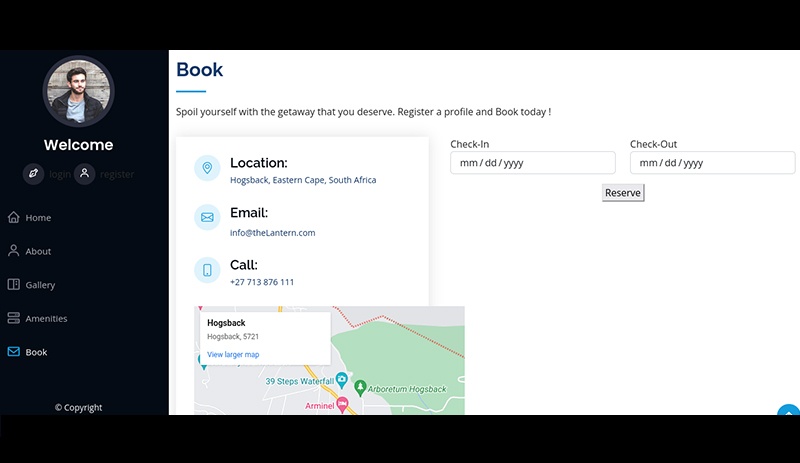 Welcome
login register
Home
About
Gallery
Amenities
Book
© Copyright
Book
Spoil yourself with the getaway that you deserve. Register a profile and Book today !
Location:
Hogsback, Eastern Cape, South Africa
Email:
info@theLantern.com
Call:
+27 713 876 111
Hogsback
Hogsback, 5721
View larger map
39 Steps Waterfall
Arboretum Hogsback
Arminel
Check-In
Check-Out
mm / dd / yyyy
mm / dd / yyyy
Reserve